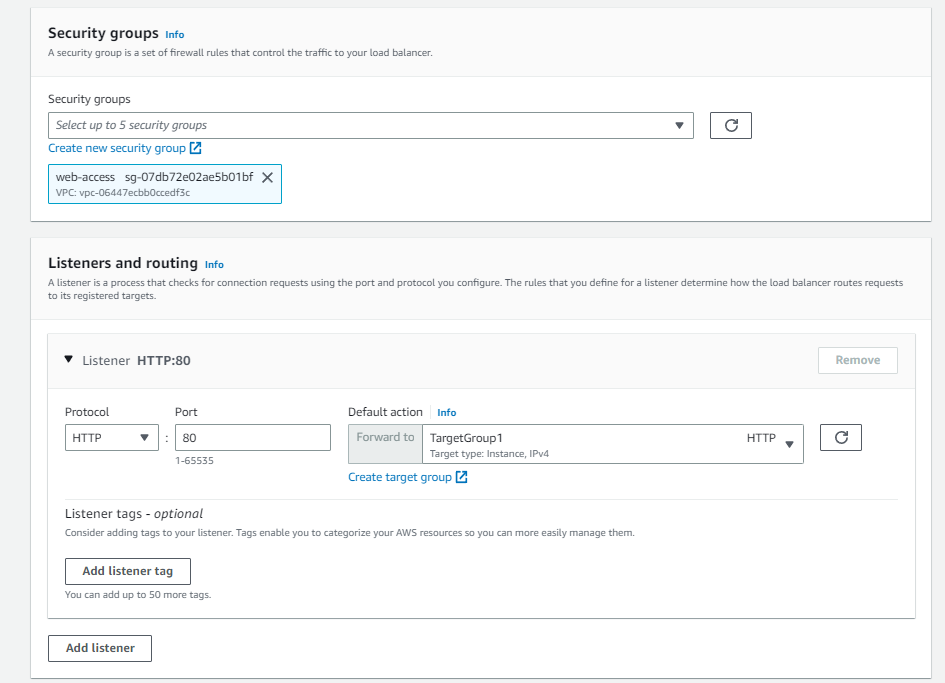 Security groups Info
A security group is a set of firewall rules that control the traffic to your load balancer.
Security groups
Select up to 5 security groups
Create new security group
web-access sg-07db72e02ae5b01bf
VPC: vpc-06447ecbb0ccedf3c
Listeners and routing Info
A listener is a process that checks for connection requests using the port and protocol you configure. The rules that you define for a listener determine how the load balancer routes requests
to its registered targets.
Listener HTTP:80
Remove
Protocol Port Default action Info
HTTP : 80 Forward to TargetGroup1 HTTP
Target type: Instance, IPv4
1-65535
Create target group
Listener tags - optional
Consider adding tags to your listener. Tags enable you to categorize your AWS resources so you can more easily manage them.
Add listener tag
You can add up to 50 more tags.
Add listener